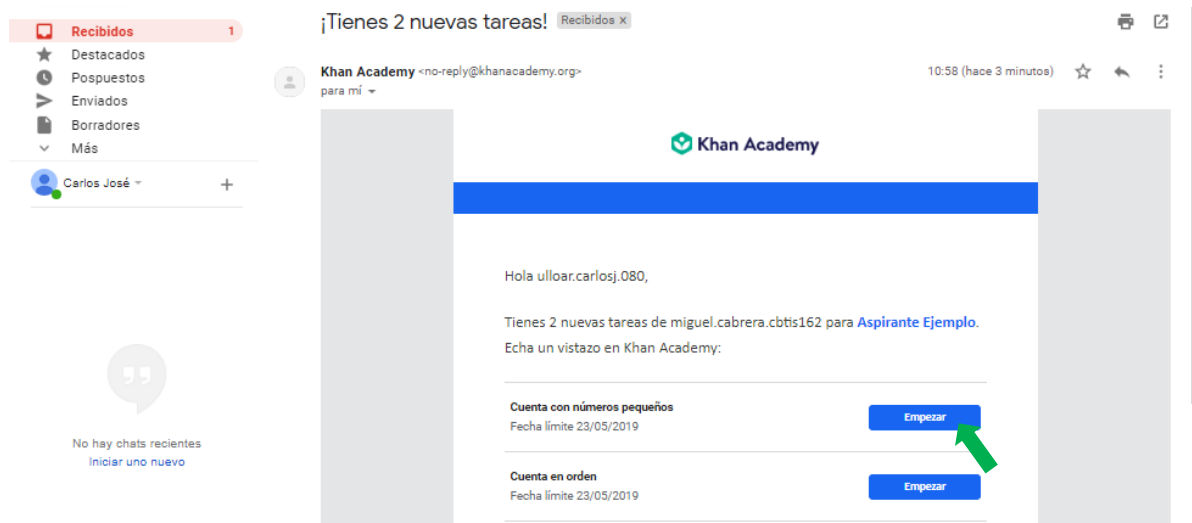 Recibidos 1
Destacados
Pospuestos
Enviados
Borradores
Más
Carlos José
No hay chats recientes
Iniciar uno nuevo
¡Tienes 2 nuevas tareas! Recibidos x
Khan Academy <no-reply@khanacademy.org> 10:58 (hace 3 minutos)
para mí
Khan Academy
Hola ulloar.carlosj.080,
Tienes 2 nuevas tareas de miguel.cabrera.cbtis162 para Aspirante Ejemplo.
Echa un vistazo en Khan Academy:
Cuenta con números pequeños
Fecha límite 23/05/2019
Empezar
Cuenta en orden
Fecha límite 23/05/2019
Empezar